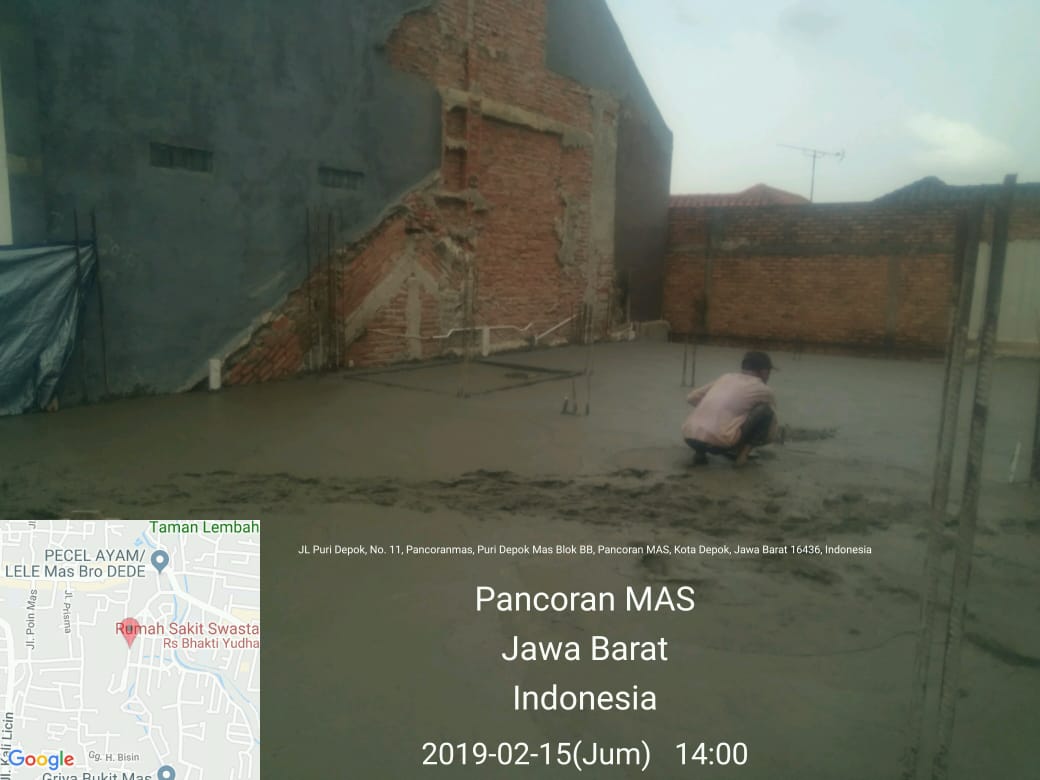 Taman Lembah
PECEL AYAM/
LELE Mas Bro DEDE
Jl. Poin Mas
JL. Prisma
Rumah Sakit Swasta
Rs Bhakti Yudha
Kali Licin
Gg. H. Bisin
Google
Griya Bukit Mas
JL Puri Depok, No. 11, Pancoranmas, Puri Depok Mas Blok BB, Pancoran MAS, Kota Depok, Jawa Barat 16436, Indonesia
Pancoran MAS
Jawa Barat
Indonesia
2019-02-15(Jum) 14:00